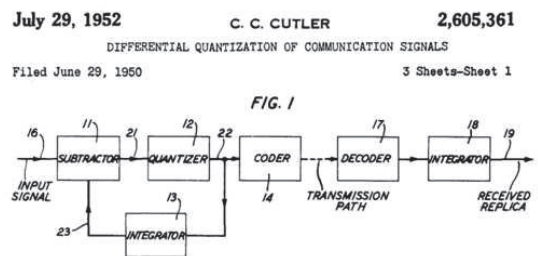 July 29, 1952 C. C. CUTLER 2,605,361
DIFFERENTIAL QUANTIZATION OF COMMUNICATION SIGNALS
Filed June 29, 1950 3 Sheets-Sheet 1
FIG. 1
16 11 21 12 22 17 18 19
SUBTRACTOR QUANTIZER CODER DECODER INTEGRATOR
INPUT SIGNAL 14 TRANSMISSION PATH RECEIVED REPLICA
23 13
INTEGRATOR